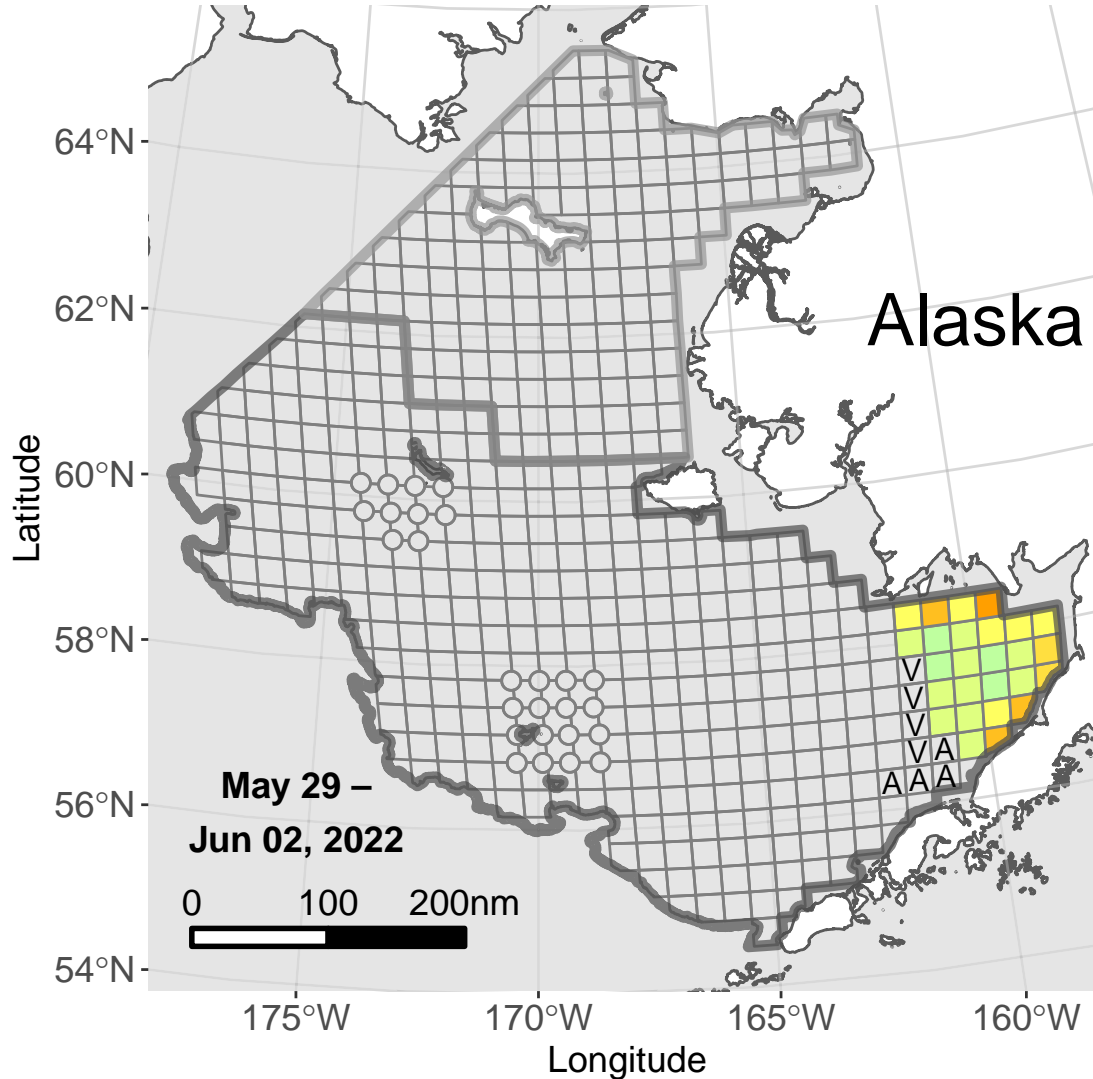 64°N
62°N
Alaska
60°N
Latitude
58°N
V
V
V
V A
A A A
56°N
May 29 –
Jun 02, 2022
0 100 200nm
54°N
175°W 170°W 165°W 160°W
Longitude